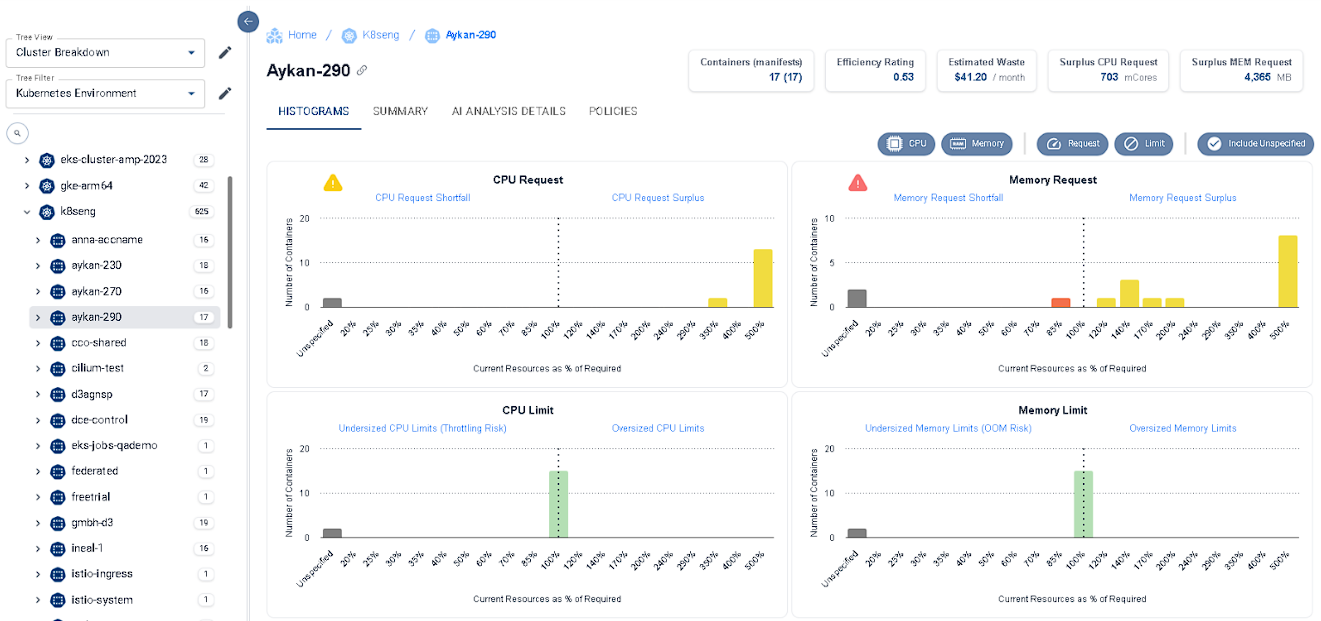 Tree View
Cluster Breakdown
Tree Filter
Kubernetes Environment
eks-cluster-amp-2023 28
gke-arm64 42
k8seng 625
anna-accname 16
aykan-230 18
aykan-270 16
aykan-290 17
cco-shared 18
cilium-test 2
d3agnsp 17
dce-control 19
eks-jobs-qademo 1
federated 1
freetrial 1
gmbh-d3 19
ineal-1 16
istio-ingress 1
istio-system 1
Home / K8seng / Aykan-290
Aykan-290
Containers (manifests)
17 (17)
Efficiency Rating
0.53
Estimated Waste
$41.20 / month
Surplus CPU Request
703 mCores
Surplus MEM Request
4,365 MB
HISTOGRAMS SUMMARY AI ANALYSIS DETAILS POLICIES
CPU Memory Request Limit Include Unspecified
CPU Request
CPU Request Shortfall CPU Request Surplus
Number of Containers
20
10
0
Unspecified 20% 25% 30% 35% 40% 50% 60% 70% 85% 100% 120% 140% 170% 200% 240% 290% 350% 400% 500%
Current Resources as % of Required
Memory Request
Memory Request Shortfall Memory Request Surplus
Number of Containers
10
5
0
Unspecified 20% 25% 30% 35% 40% 50% 60% 70% 85% 100% 120% 140% 170% 200% 240% 290% 350% 400% 500%
Current Resources as % of Required
CPU Limit
Undersized CPU Limits (Throttling Risk) Oversized CPU Limits
Number of Containers
20
10
0
Unspecified 20% 25% 30% 35% 40% 50% 60% 70% 85% 100% 120% 140% 170% 200% 240% 290% 350% 400% 500%
Current Resources as % of Required
Memory Limit
Undersized Memory Limits (OOM Risk) Oversized Memory Limits
Number of Containers
20
10
0
Unspecified 20% 25% 30% 35% 40% 50% 60% 70% 85% 100% 120% 140% 170% 200% 240% 290% 350% 400% 500%
Current Resources as % of Required